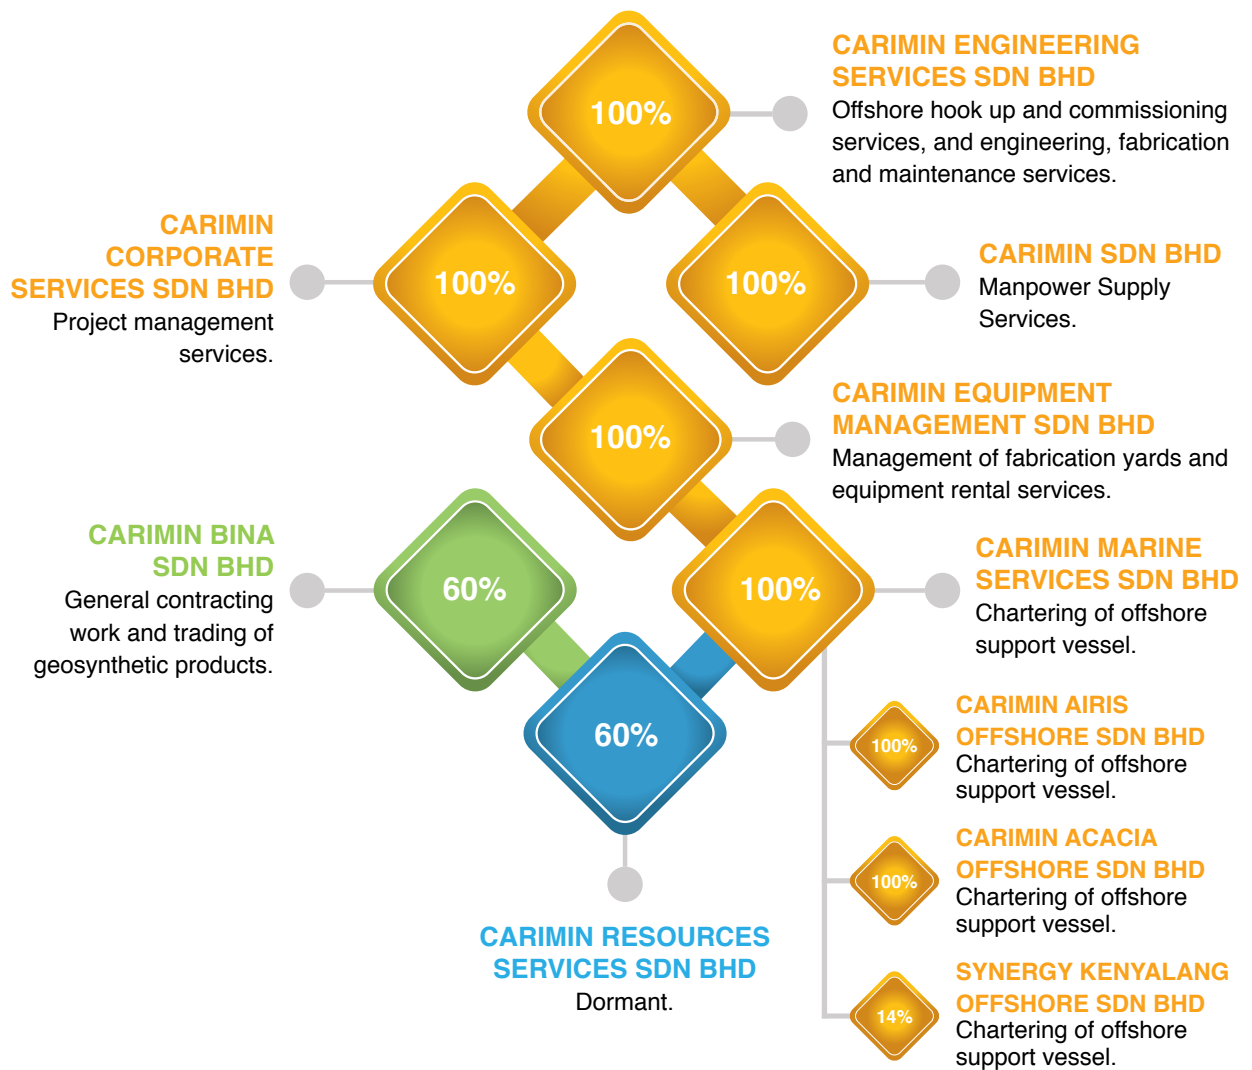 100%
CARIMIN ENGINEERING
SERVICES SDN BHD
Offshore hook up and commissioning
services, and engineering, fabrication
and maintenance services.
CARIMIN
CORPORATE
SERVICES SDN BHD
Project management
services.
100%
100%
CARIMIN SDN BHD
Manpower Supply
Services.
100%
CARIMIN EQUIPMENT
MANAGEMENT SDN BHD
Management of fabrication yards and
equipment rental services.
CARIMIN BINA
SDN BHD
General contracting
work and trading of
geosynthetic products.
60%
100%
CARIMIN MARINE
SERVICES SDN BHD
Chartering of offshore
support vessel.
60%
CARIMIN RESOURCES
SERVICES SDN BHD
Dormant.
100%
CARIMIN AIRIS
OFFSHORE SDN BHD
Chartering of offshore
support vessel.
100%
CARIMIN ACACIA
OFFSHORE SDN BHD
Chartering of offshore
support vessel.
14%
SYNERGY KENYALANG
OFFSHORE SDN BHD
Chartering of offshore
support vessel.